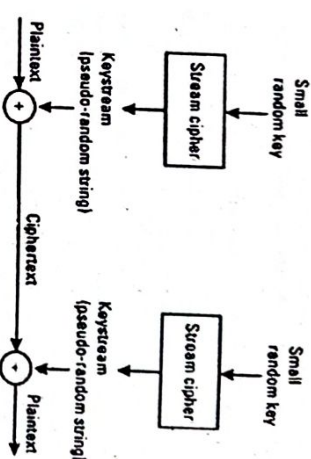 Small
random key
Stream cipher
Keystream
(pseudo-random string)
Plaintext
Ciphertext
Small
random key
Stream cipher
Keystream
(pseudo-random string)
Plaintext